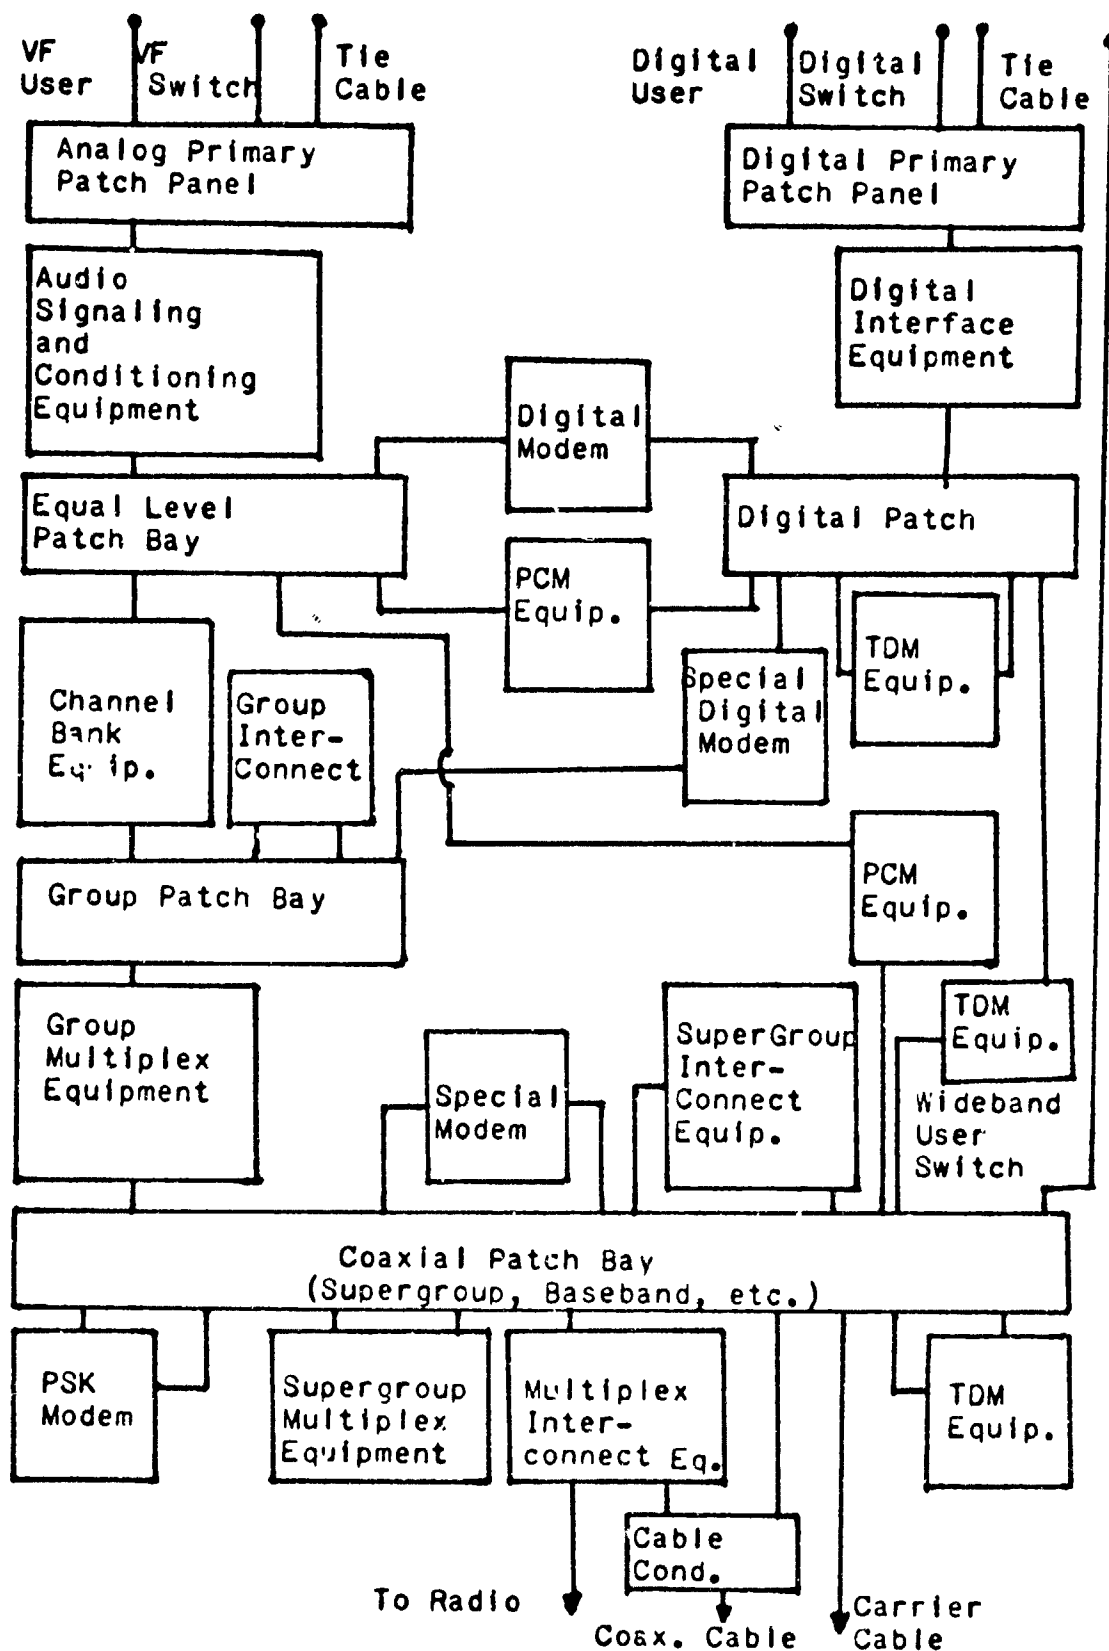 VF
User
VF
Switch
Tie
Cable
Digital
User
Digital
Switch
Tie
Cable
Analog Primary
Patch Panel
Digital Primary
Patch Panel
Audio
Signaling
and
Conditioning
Equipment
Digital
Interface
Equipment
Digital
Modem
Equal Level
Patch Bay
Digital Patch
PCM
Equip.
TDM
Equip.
Special
Digital
Modem
Channel
Bank
Equip.
Group
Inter-
Connect
PCM
Equip.
Group Patch Bay
Group
Multiplex
Equipment
Special
Modem
SuperGroup
Inter-
Connect
Equip.
TDM
Equip.
Wideband
User
Switch
Coaxial Patch Bay
(Supergroup, Baseband, etc.)
PSK
Modem
Supergroup
Multiplex
Equipment
Multiplex
Inter-
connect Eq.
TDM
Equip.
Cable
Cond.
To Radio
Coax. Cable
Carrier
Cable